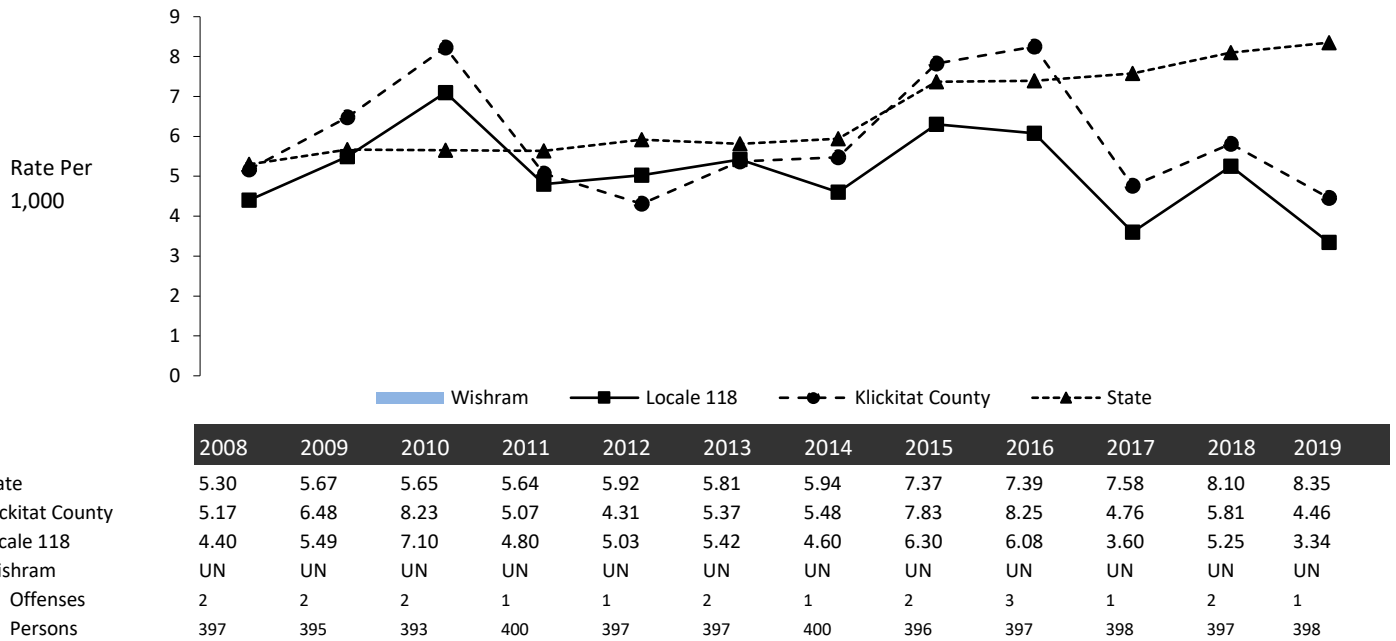 9
8
7
6
5
4
3
2
1
0
Rate Per
1,000
Wishram Locale 118 Klickitat County State
2008 2009 2010 2011 2012 2013 2014 2015 2016 2017 2018 2019
ate 5.30 5.67 5.65 5.64 5.92 5.81 5.94 7.37 7.39 7.58 8.10 8.35
ckitat County 5.17 6.48 8.23 5.07 4.31 5.37 5.48 7.83 8.25 4.76 5.81 4.46
cale 118 4.40 5.49 7.10 4.80 5.03 5.42 4.60 6.30 6.08 3.60 5.25 3.34
ishram UN UN UN UN UN UN UN UN UN UN UN UN
Offenses 2 2 2 1 1 2 1 2 3 1 2 1
Persons 397 395 393 400 397 397 400 396 397 398 397 398